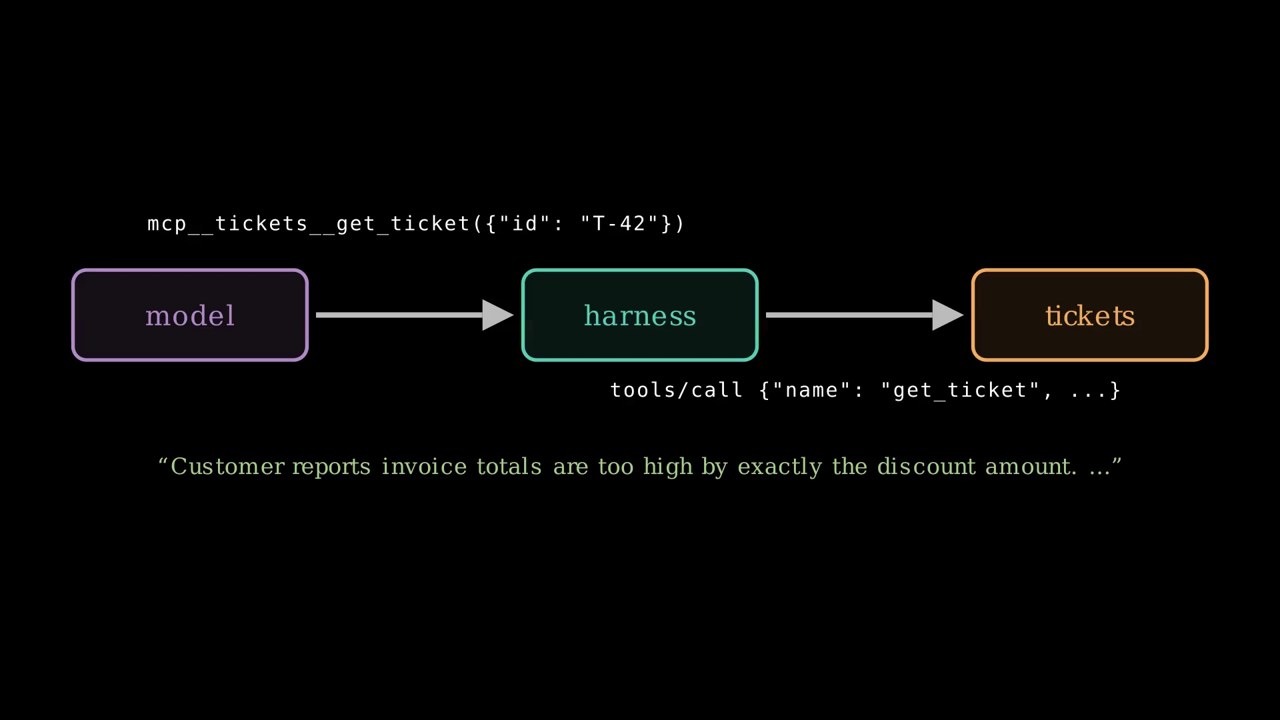 mcp__tickets__get_ticket({"id": "T-42"})
model
harness
tickets
tools/call {"name": "get_ticket", ...}
“Customer reports invoice totals are too high by exactly the discount amount. ...”